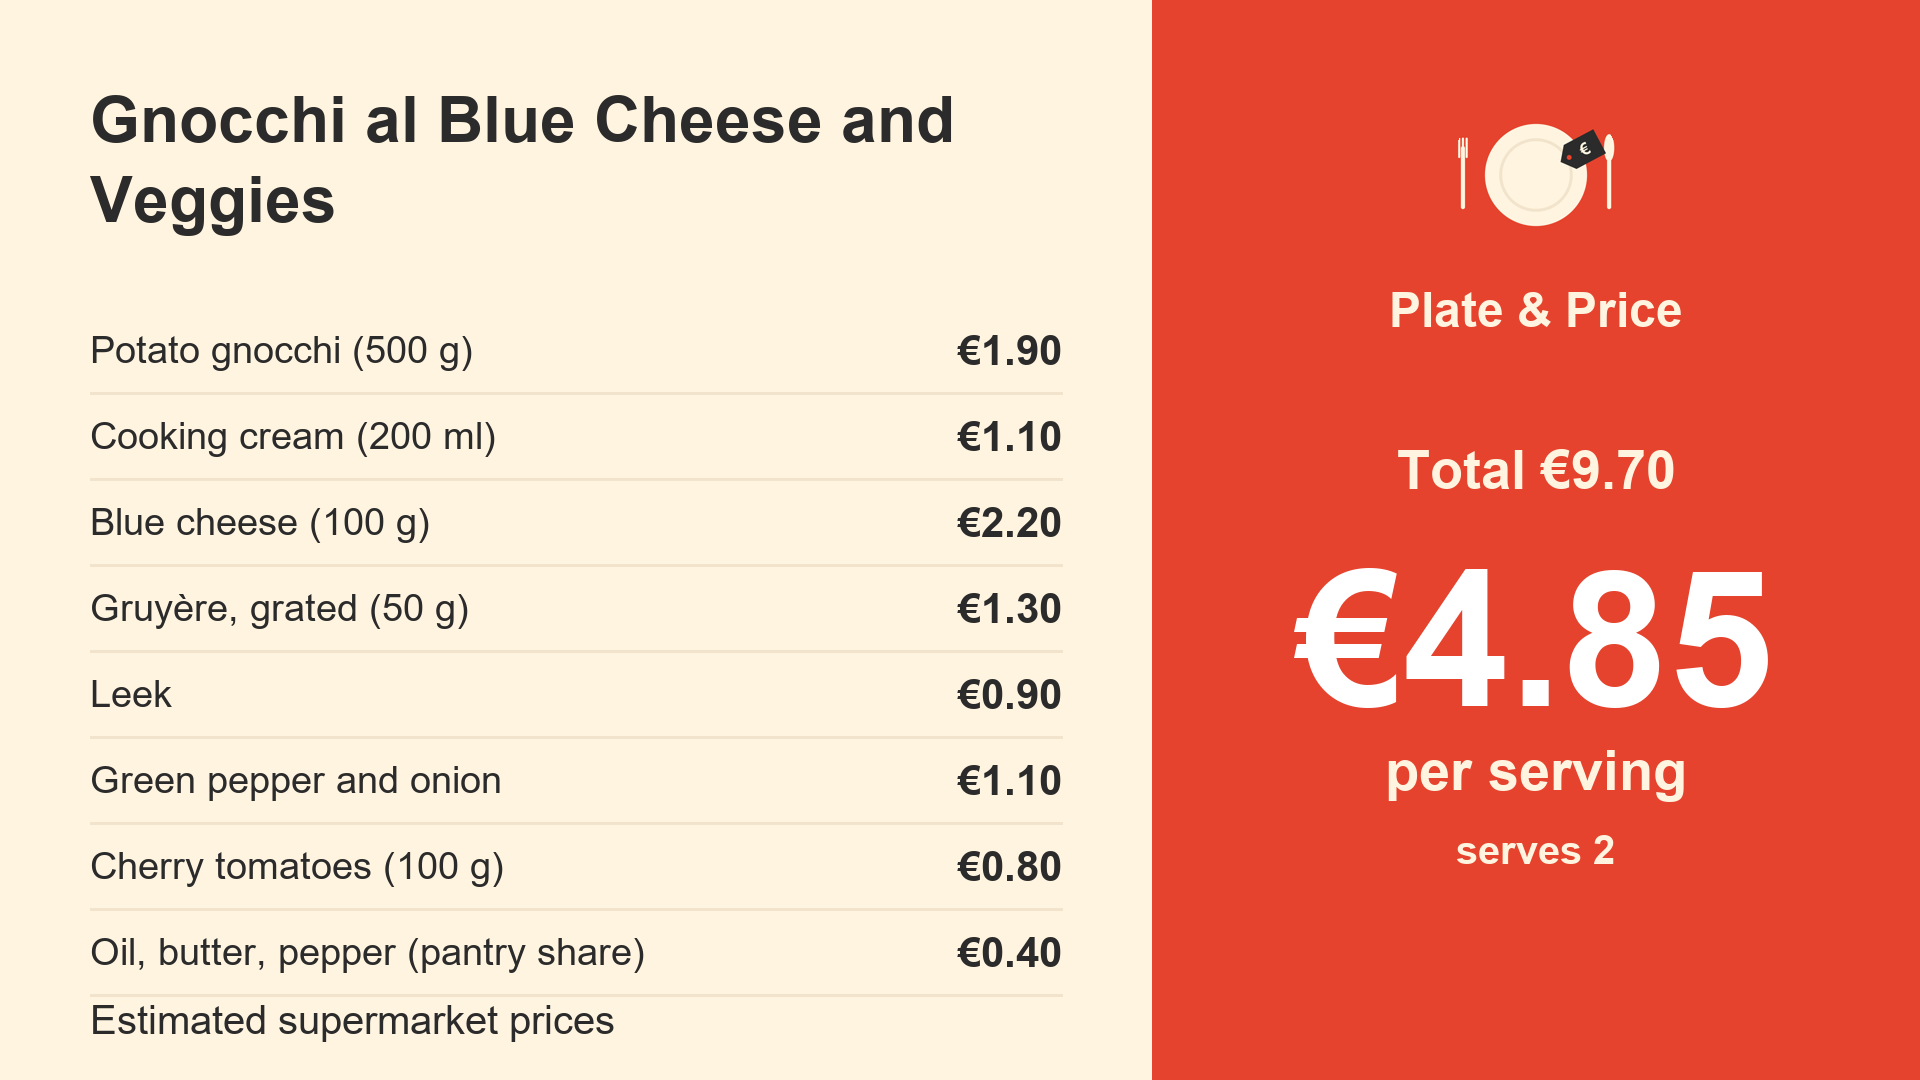 Gnocchi al Blue Cheese and
Veggies
Potato gnocchi (500 g) €1.90
Cooking cream (200 ml) €1.10
Blue cheese (100 g) €2.20
Gruyère, grated (50 g) €1.30
Leek €0.90
Green pepper and onion €1.10
Cherry tomatoes (100 g) €0.80
Oil, butter, pepper (pantry share) €0.40
Estimated supermarket prices
€
Plate & Price
Total €9.70
€4.85
per serving
serves 2